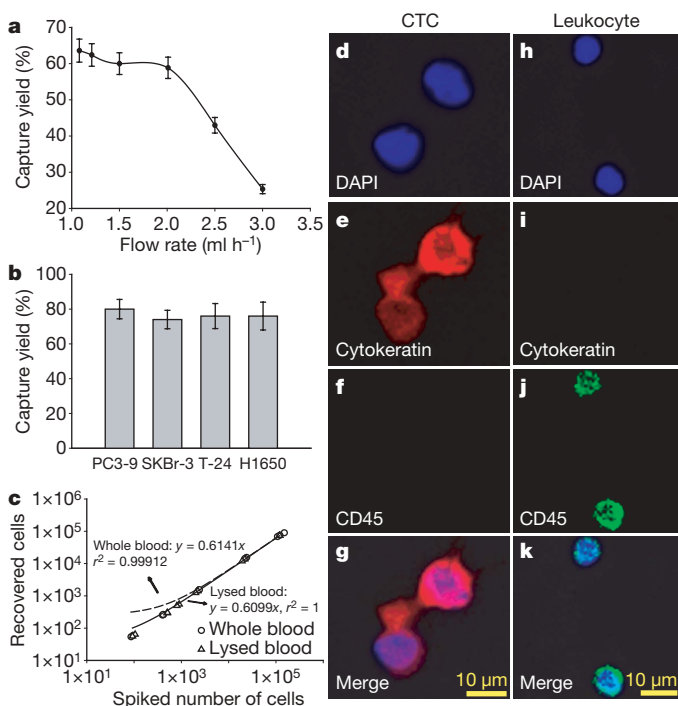 a
Capture yield (%)
70
60
50
40
30
20
1.0 1.5 2.0 2.5 3.0 3.5
Flow rate (ml h⁻¹)
b
Capture yield (%)
100
80
60
40
20
0
PC3-9 SKBr-3 T-24 H1650
c
Recovered cells
1×10⁶
1×10⁵
1×10⁴
1×10³
1×10²
1×10¹
Whole blood: y = 0.6141x
r² = 0.99912
Lysed blood:
y = 0.6099x, r² = 1
Whole blood
Lysed blood
1×10¹ 1×10³ 1×10⁵
Spiked number of cells
CTC
Leukocyte
d
DAPI
h
DAPI
e
Cytokeratin
i
Cytokeratin
f
CD45
j
CD45
g
Merge
10 µm
k
Merge
10 µm